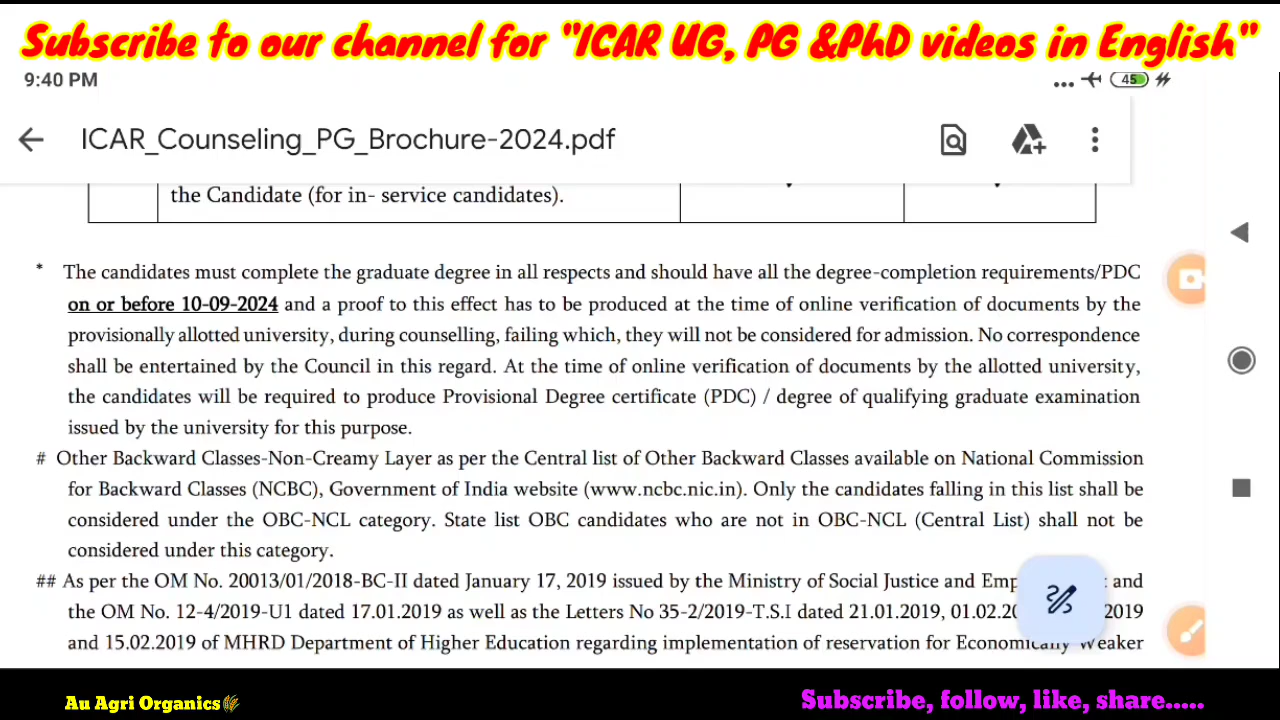 Subscribe to our channel for "ICAR UG, PG &PhD videos in English"
9:40 PM
45
ICAR_Counseling_PG_Brochure-2024.pdf
the Candidate (for in- service candidates).
* The candidates must complete the graduate degree in all respects and should have all the degree-completion requirements/PDC
on or before 10-09-2024 and a proof to this effect has to be produced at the time of online verification of documents by the
provisionally allotted university, during counselling, failing which, they will not be considered for admission. No correspondence
shall be entertained by the Council in this regard. At the time of online verification of documents by the allotted university,
the candidates will be required to produce Provisional Degree certificate (PDC) / degree of qualifying graduate examination
issued by the university for this purpose.
# Other Backward Classes-Non-Creamy Layer as per the Central list of Other Backward Classes available on National Commission
for Backward Classes (NCBC), Government of India website (www.ncbc.nic.in). Only the candidates falling in this list shall be
considered under the OBC-NCL category. State list OBC candidates who are not in OBC-NCL (Central List) shall not be
considered under this category.
## As per the OM No. 20013/01/2018-BC-II dated January 17, 2019 issued by the Ministry of Social Justice and and
the OM No. 12-4/2019-U1 dated 17.01.2019 as well as the Letters No 35-2/2019-T.S.I dated 21.01.2019, 2019
and 15.02.2019 of MHRD Department of Higher Education regarding implementation of reservation for Economically Weaker
Au Agri Organics
Subscribe, follow, like, share.....